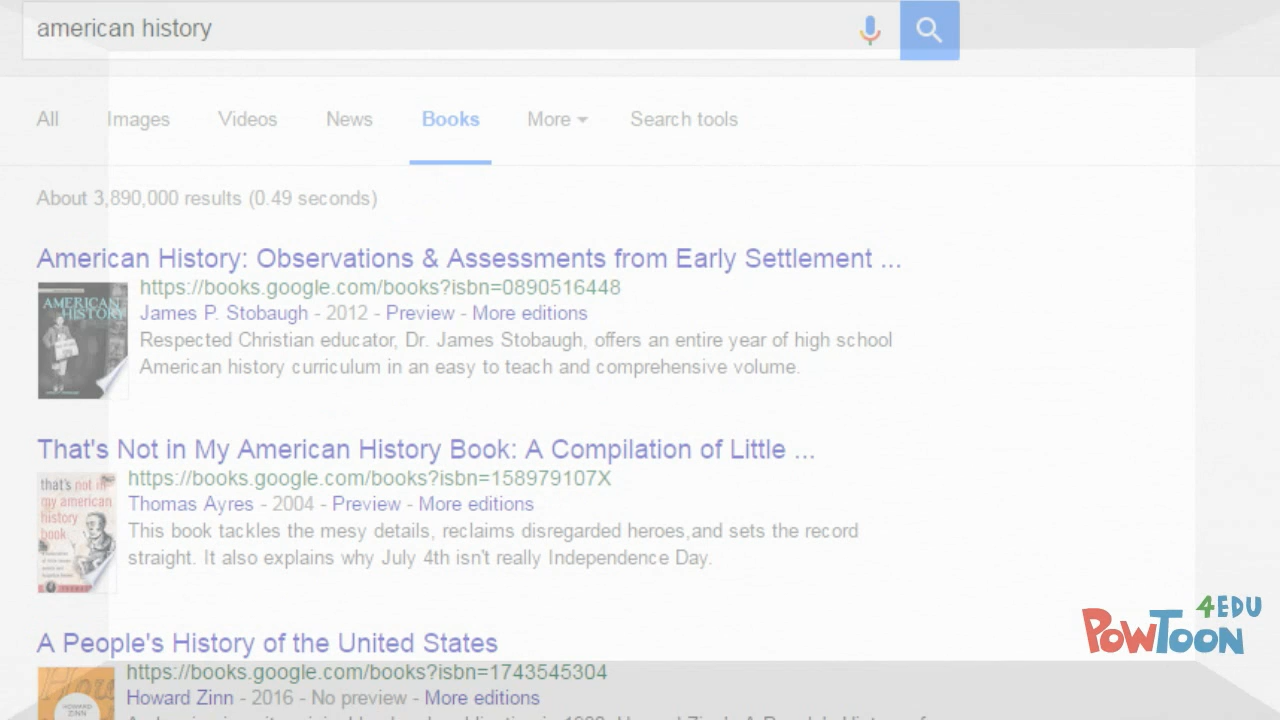 american history
All Images Videos News Books More Search tools
About 3,890,000 results (0.49 seconds)
American History: Observations & Assessments from Early Settlement ...
https://books.google.com/books?isbn=0890516448
AMERICAN
HISTORY
James P. Stobaugh - 2012 - Preview - More editions
Respected Christian educator, Dr. James Stobaugh, offers an entire year of high school
American history curriculum in an easy to teach and comprehensive volume.
That's Not in My American History Book: A Compilation of Little ...
https://books.google.com/books?isbn=158979107X
that's not in
my american
history
book
Thomas Ayres - 2004 - Preview - More editions
This book tackles the mesy details, reclaims disregarded heroes,and sets the record
straight. It also explains why July 4th isn't really Independence Day.
4EDU
POWTOON
A People's History of the United States
https://books.google.com/books?isbn=1743545304
HOWARD
ZINN
Howard Zinn - 2016 - No preview - More editions